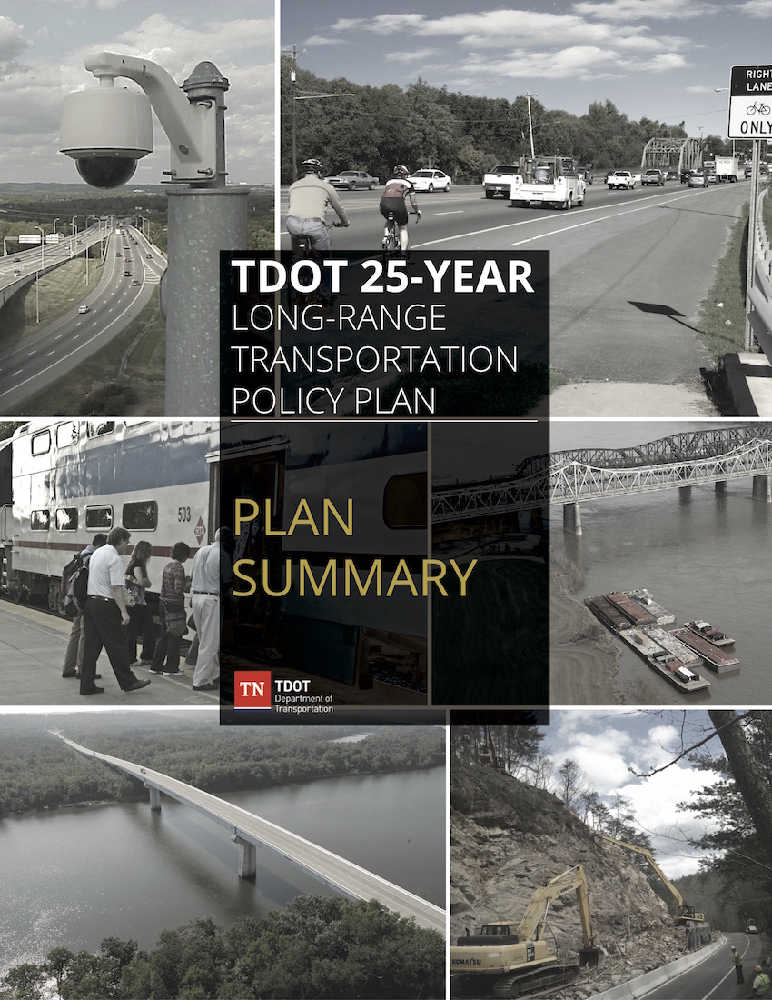 RIGHT
LANE
ONLY
TDOT 25-YEAR
LONG-RANGE
TRANSPORTATION
POLICY PLAN
503
PLAN
SUMMARY
TN
TDOT
Department of
Transportation
KOMATSU